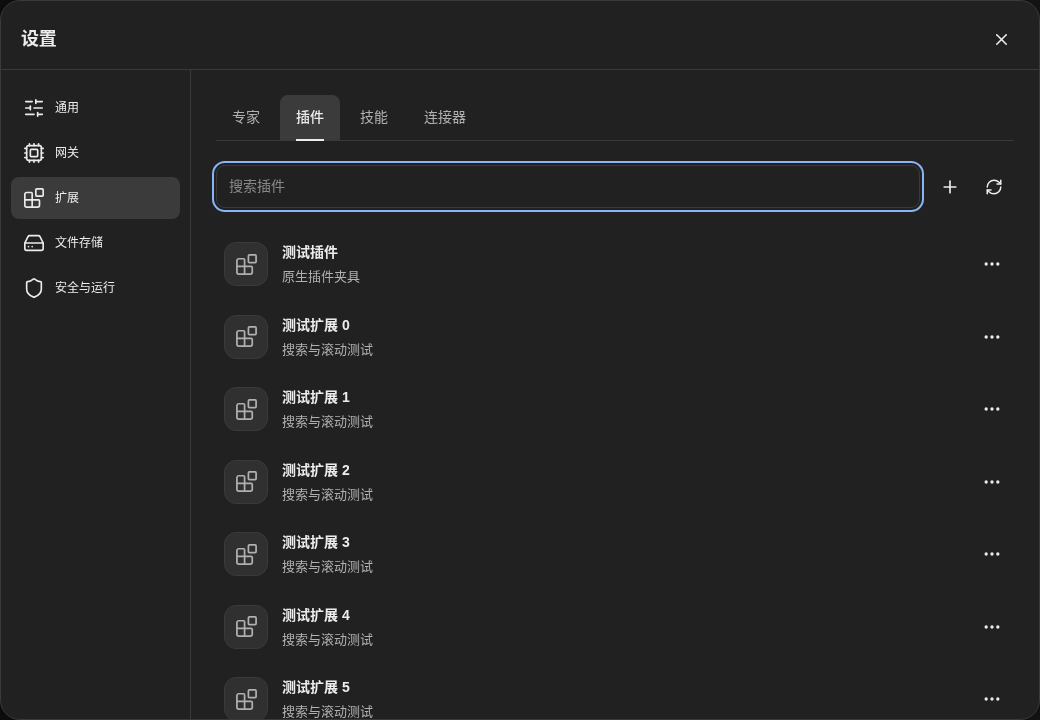 设置
通用
网关
扩展
文件存储
安全与运行
专家 插件 技能 连接器
搜索插件
测试插件
原生插件夹具
测试扩展 0
搜索与滚动测试
测试扩展 1
搜索与滚动测试
测试扩展 2
搜索与滚动测试
测试扩展 3
搜索与滚动测试
测试扩展 4
搜索与滚动测试
测试扩展 5
搜索与滚动测试